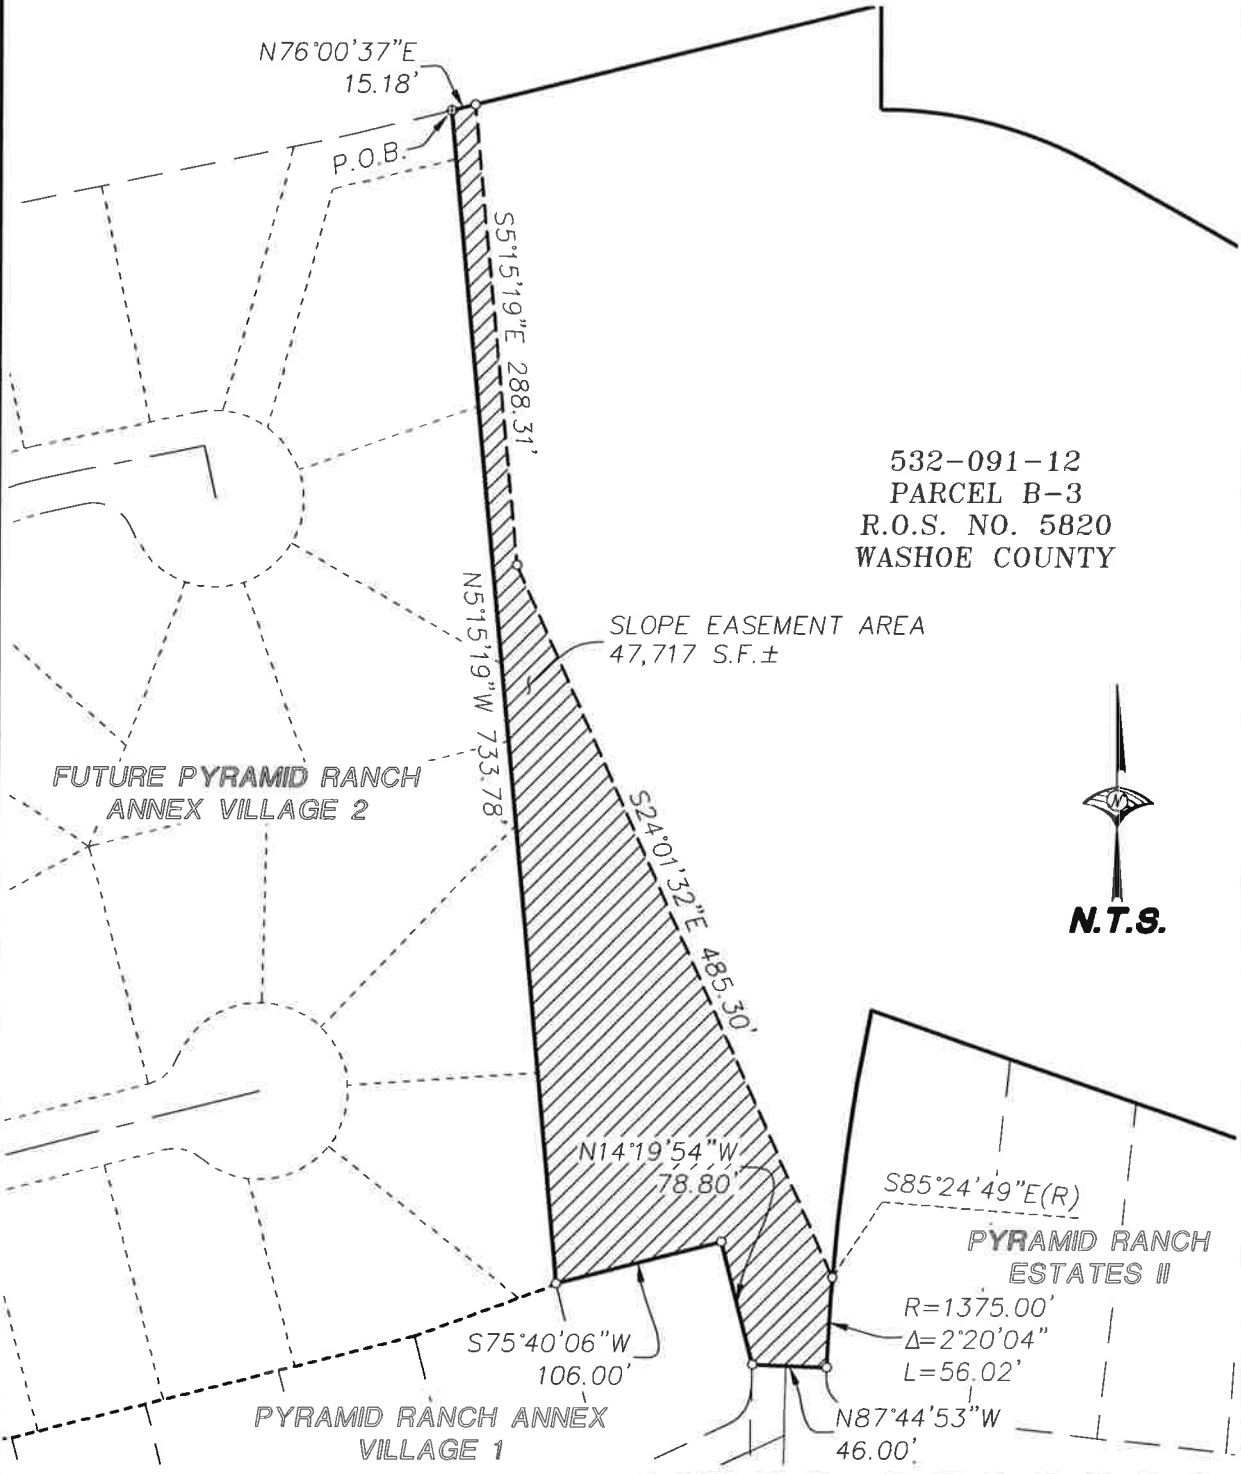 N76°00'37"E
15.18'
P.O.B.
S5°15'19"E 288.31'
532-091-12
PARCEL B-3
R.O.S. NO. 5820
WASHOE COUNTY
SLOPE EASEMENT AREA
47,717 S.F.±
N5°15'19"W 733.78'
FUTURE PYRAMID RANCH
ANNEX VILLAGE 2
S24°01'32"E 485.30'
N
N.T.S.
N14°19'54"W
78.80'
S85°24'49"E(R)
PYRAMID RANCH
ESTATES II
R=1375.00'
Δ=2°20'04"
L=56.02'
S75°40'06"W
106.00'
N87°44'53"W
46.00'
PYRAMID RANCH ANNEX
VILLAGE 1